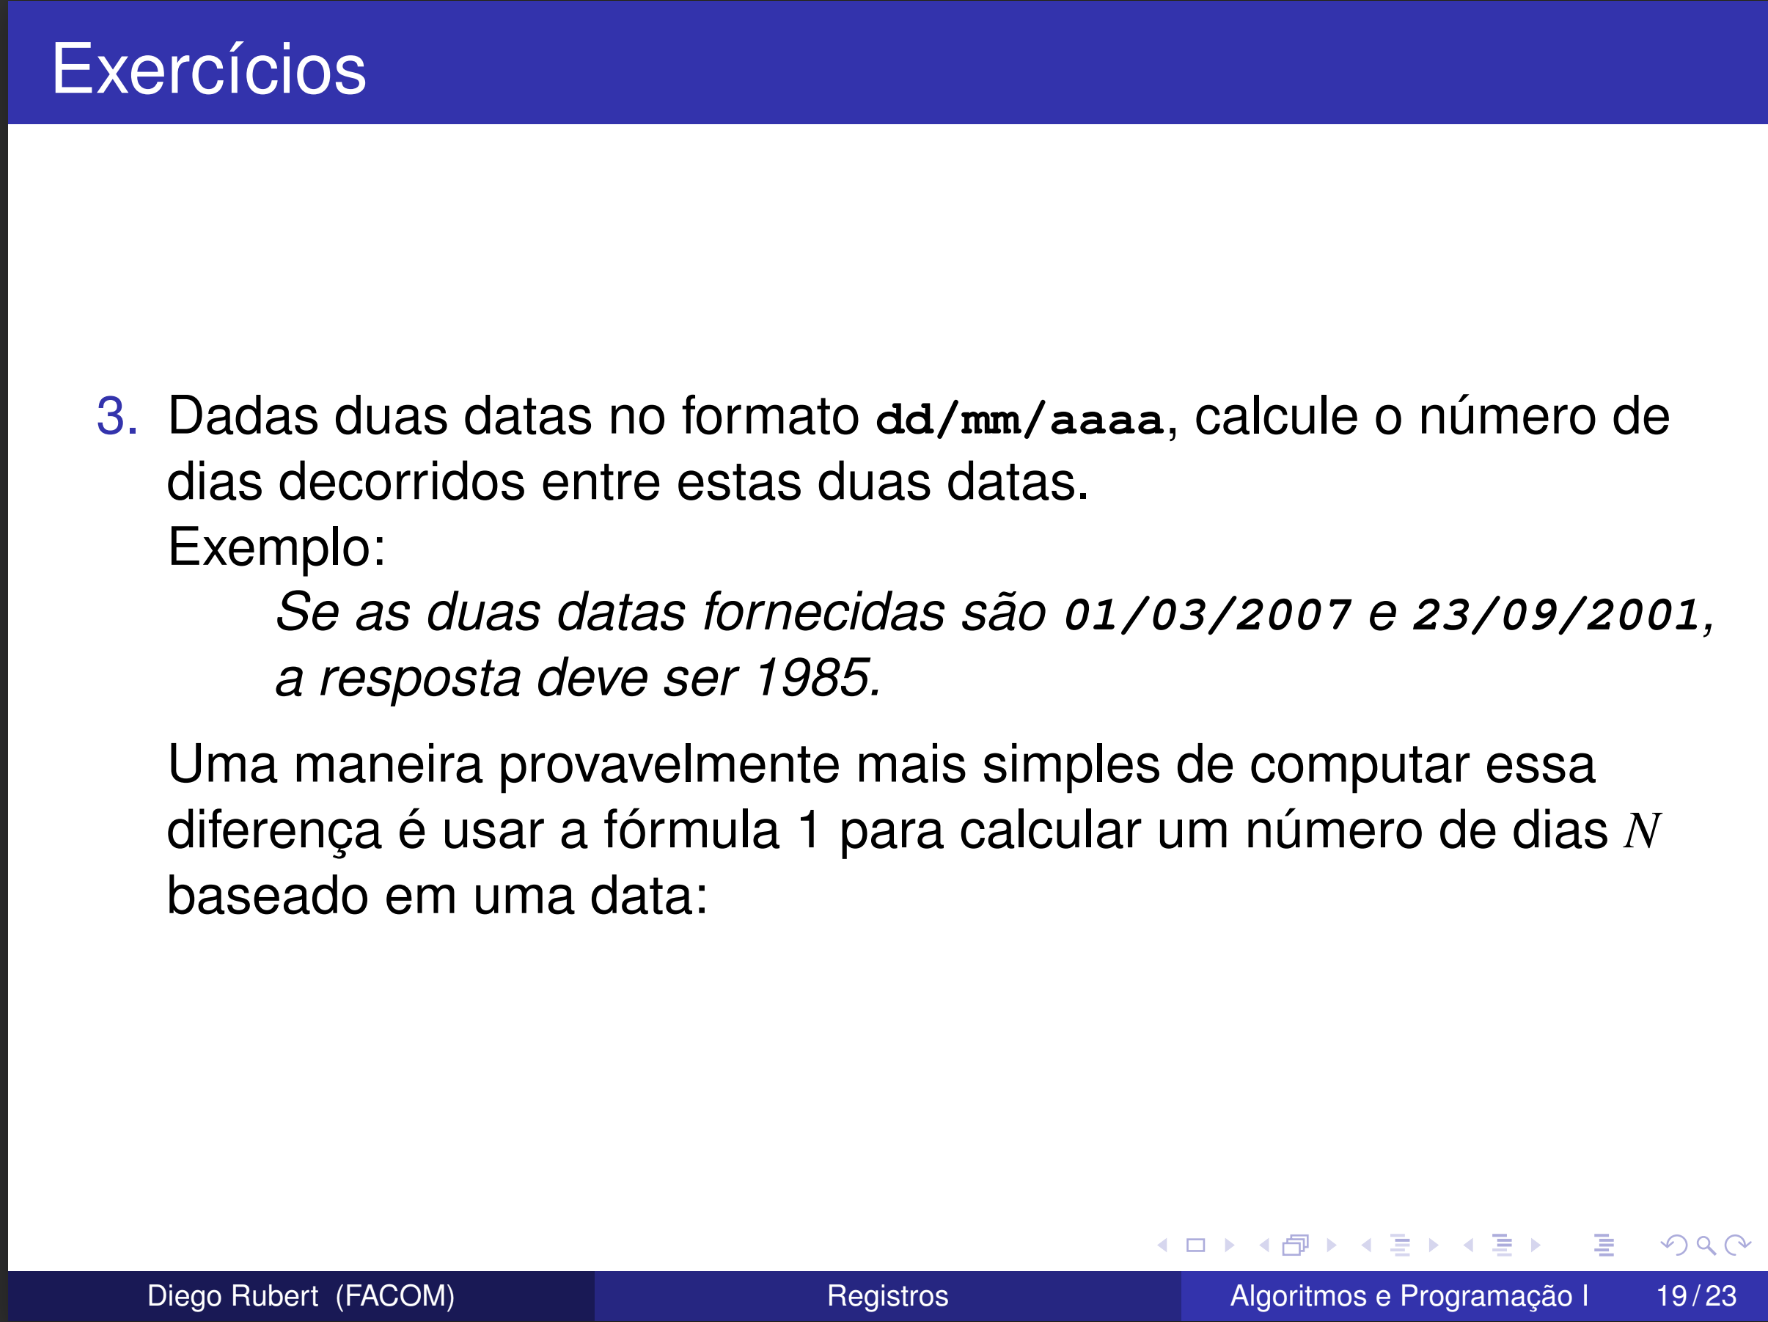 Exercícios
3. Dadas duas datas no formato dd/mm/aaaa, calcule o número de
dias decorridos entre estas duas datas.
Exemplo:
Se as duas datas fornecidas são 01/03/2007 e 23/09/2001,
a resposta deve ser 1985.
Uma maneira provavelmente mais simples de computar essa
diferença é usar a fórmula 1 para calcular um número de dias N
baseado em uma data:
Diego Rubert (FACOM) Registros Algoritmos e Programação I 19/23